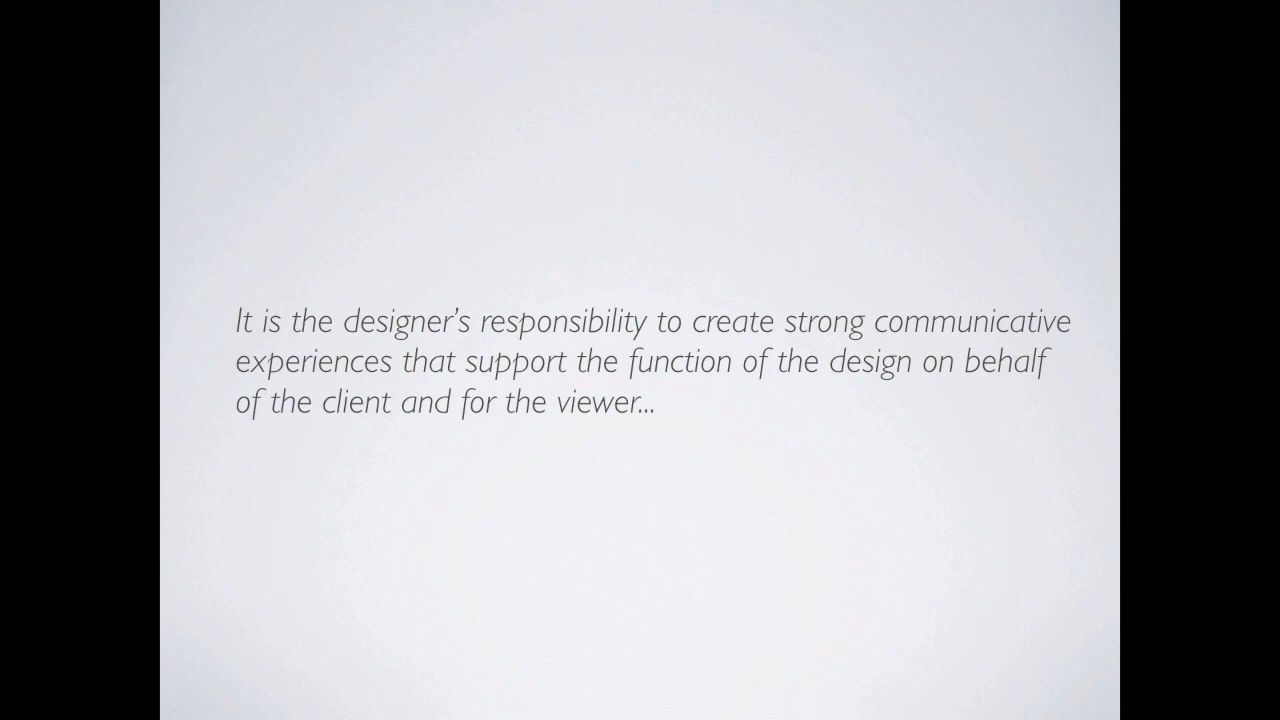 It is the designer’s responsibility to create strong communicative
experiences that support the function of the design on behalf
of the client and for the viewer...